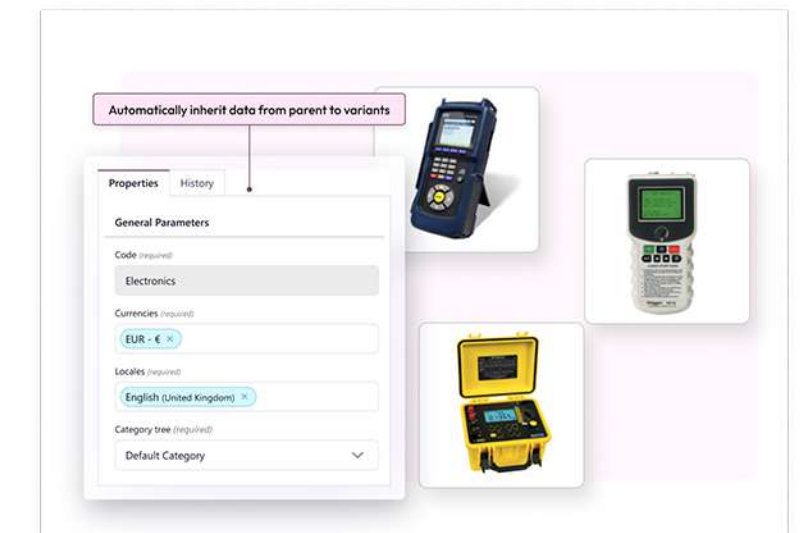 Automatically inherit data from parent to variants
Properties
History
General Parameters
Code (required)
Electronics
Currencies (required)
EUR - € ×
Locales (required)
English (United Kingdom) ×
Category tree (required)
Default Category